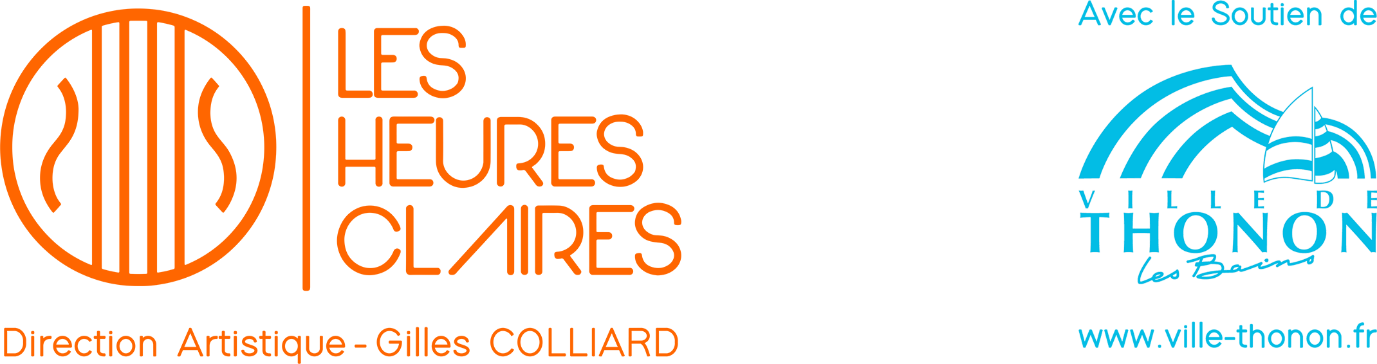 LES
HEURES
CLAIRES
Direction Artistique - Gilles COLLIARD
Avec le Soutien de
VILLE DE
THONON
les Bains
www.ville-thonon.fr